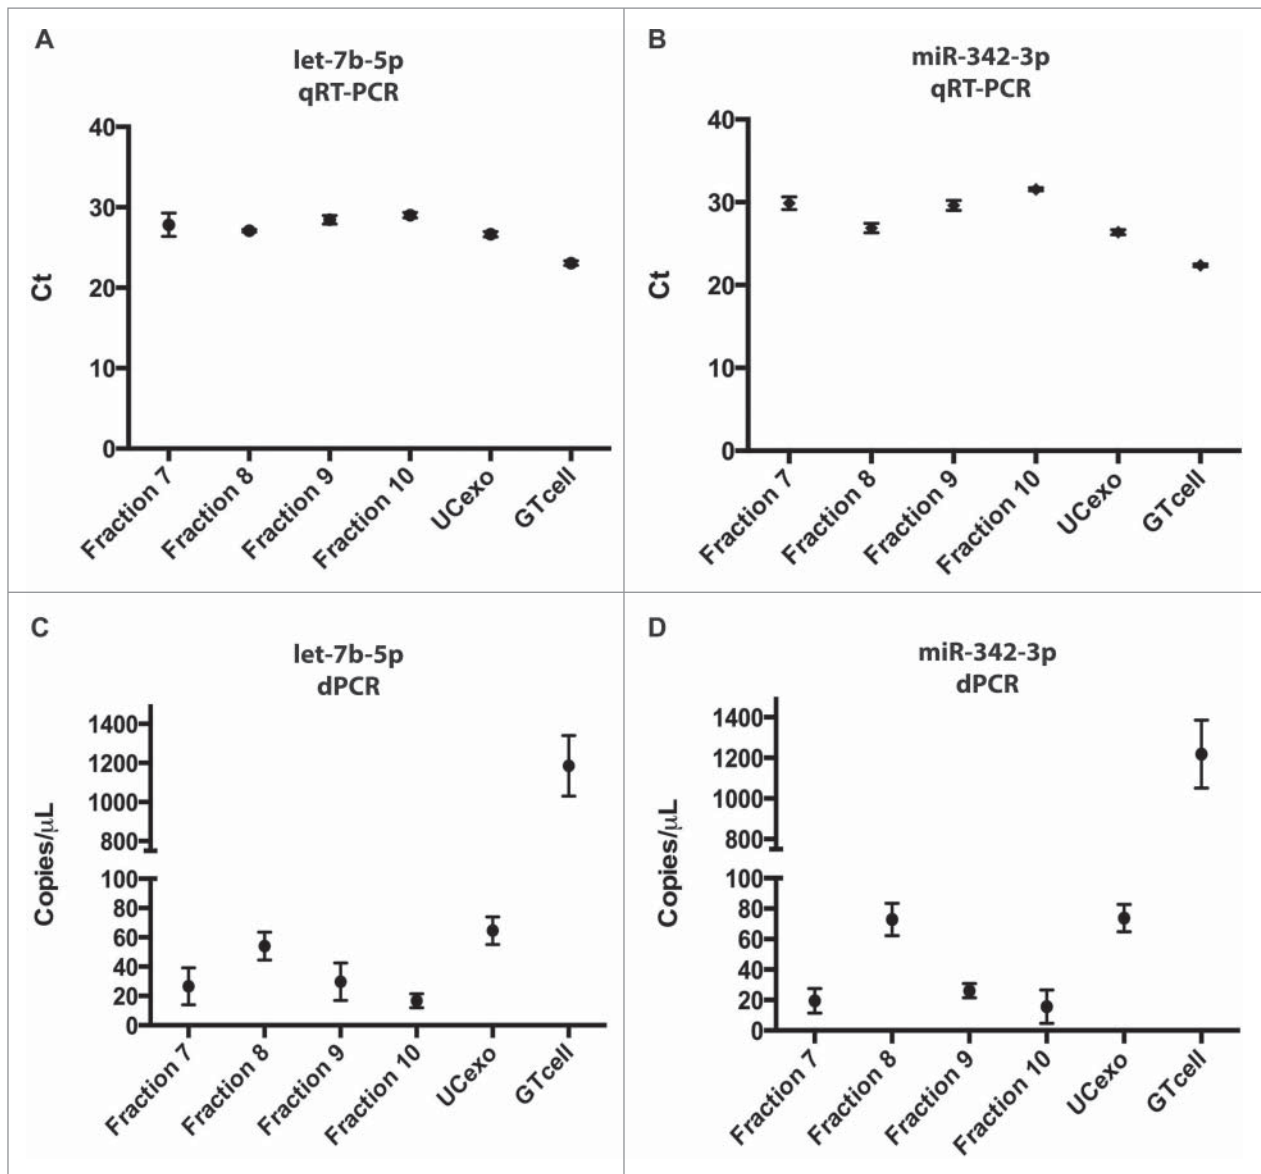 A
let-7b-5p
qRT-PCR
Ct
40
30
20
10
0
Fraction 7
Fraction 8
Fraction 9
Fraction 10
UCexo
GTcell
B
miR-342-3p
qRT-PCR
Ct
40
30
20
10
0
Fraction 7
Fraction 8
Fraction 9
Fraction 10
UCexo
GTcell
C
let-7b-5p
dPCR
Copies/μL
1400
1200
1000
800
100
80
60
40
20
0
Fraction 7
Fraction 8
Fraction 9
Fraction 10
UCexo
GTcell
D
miR-342-3p
dPCR
Copies/μL
1400
1200
1000
800
100
80
60
40
20
0
Fraction 7
Fraction 8
Fraction 9
Fraction 10
UCexo
GTcell